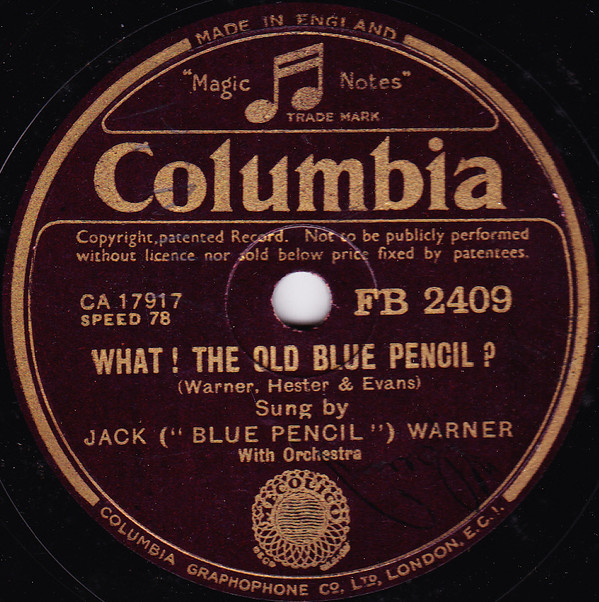 MADE IN ENGLAND
"Magic Notes"
TRADE MARK
Columbia
Copyright, patented Record. Not to be publicly performed
without licence nor sold below price fixed by patentees.
CA 17917
SPEED 78
FB 2409
WHAT! THE OLD BLUE PENCIL?
(Warner, Hester & Evans)
Sung by
JACK ("BLUE PENCIL") WARNER
With Orchestra
COLUMBIA GRAPHOPHONE CO, LTD, LONDON, E.C.1.